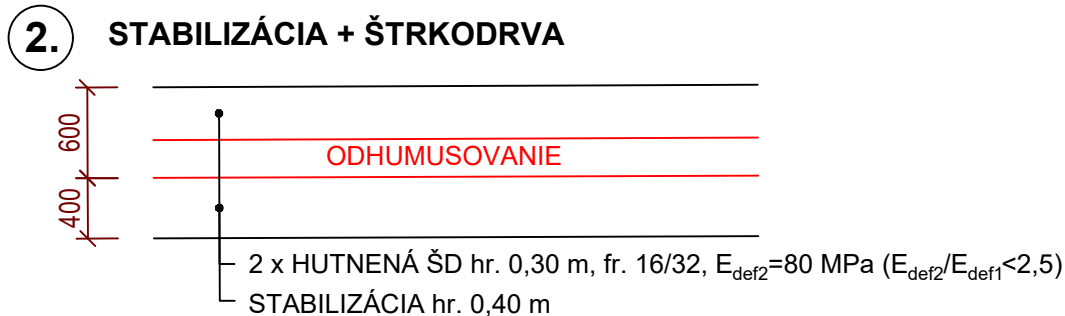 2. STABILIZÁCIA + ŠTRKODRVA
600
ODHUMUSOVANIE
400
2 x HUTNENÁ ŠD hr. 0,30 m, fr. 16/32, Edef2=80 MPa (Edef2/Edef1<2,5)
STABILIZÁCIA hr. 0,40 m